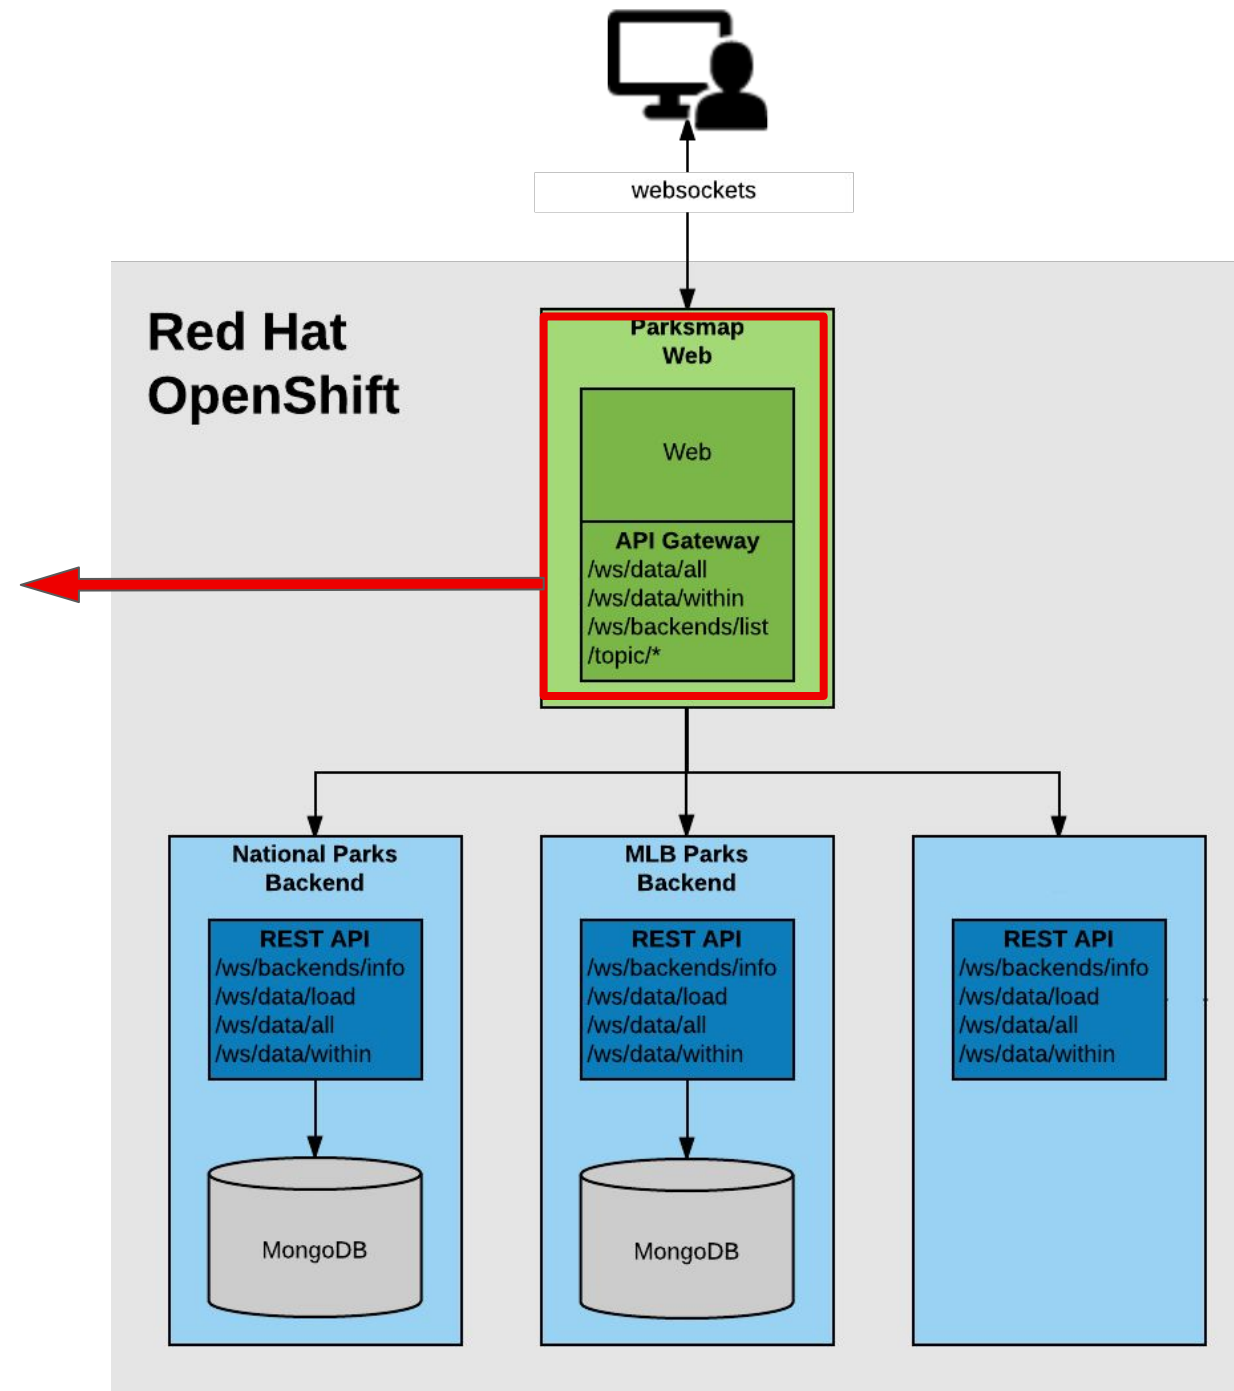 websockets
Red Hat
OpenShift
Parksmap
Web
Web
API Gateway
/ws/data/all
/ws/data/within
/ws/backends/list
/topic/*
National Parks
Backend
REST API
/ws/backends/info
/ws/data/load
/ws/data/all
/ws/data/within
MongoDB
MLB Parks
Backend
REST API
/ws/backends/info
/ws/data/load
/ws/data/all
/ws/data/within
MongoDB
REST API
/ws/backends/info
/ws/data/load
/ws/data/all
/ws/data/within